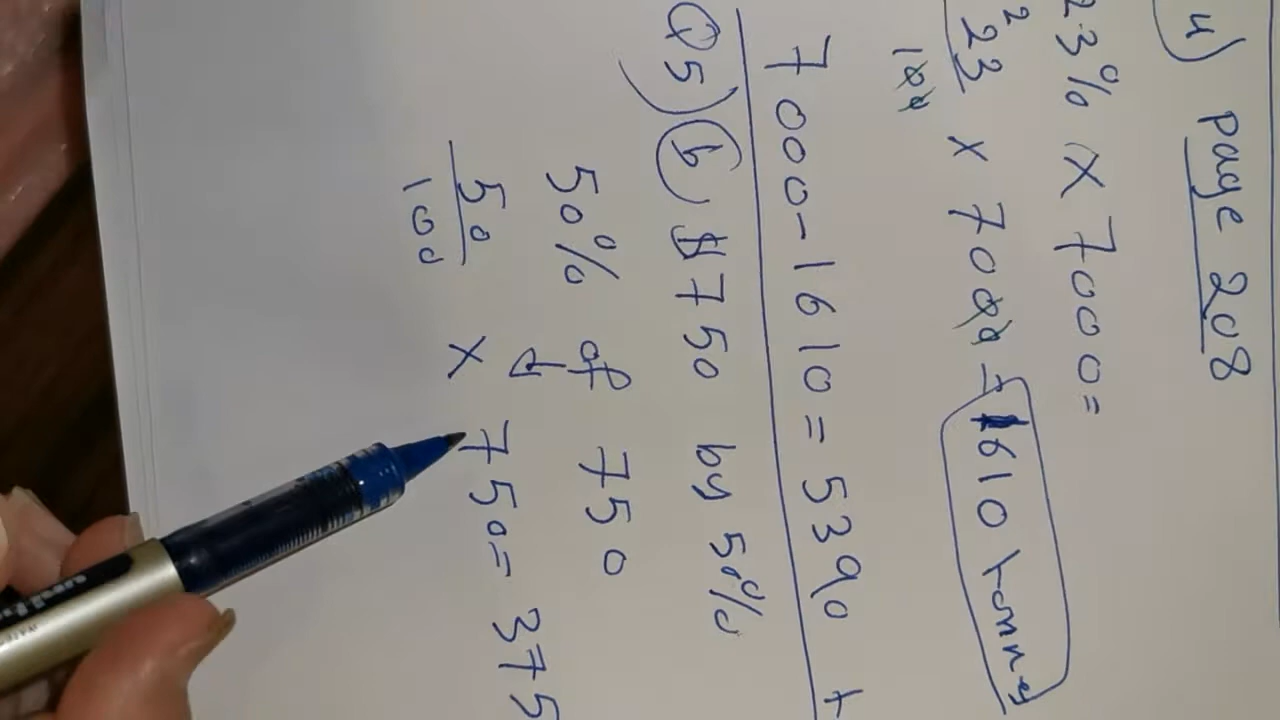 4) page 208
23% X 7000=
23/100 x 7000 = 1610 tonnes
7000-1610=5390 t
Q5) b) $750 by 50%
50% of 750
50/100 x 750= 375